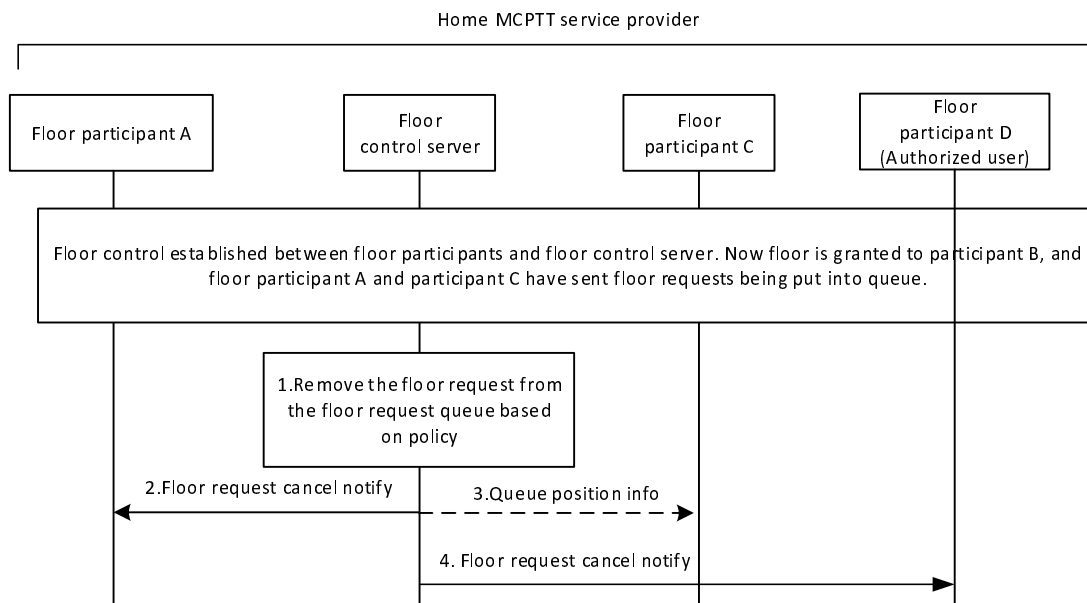 Home MCPTT service provider
Floor participant A
Floor
control server
Floor
participant C
Floor
participant D
(Authorized user)
Floor control established between floor participants and floor control server. Now floor is granted to participant B, and
floor participant A and participant C have sent floor requests being put into queue.
1.Remove the floor request from
the floor request queue based
on policy
2.Floor request cancel notify
3.Queue position info
4. Floor request cancel notify